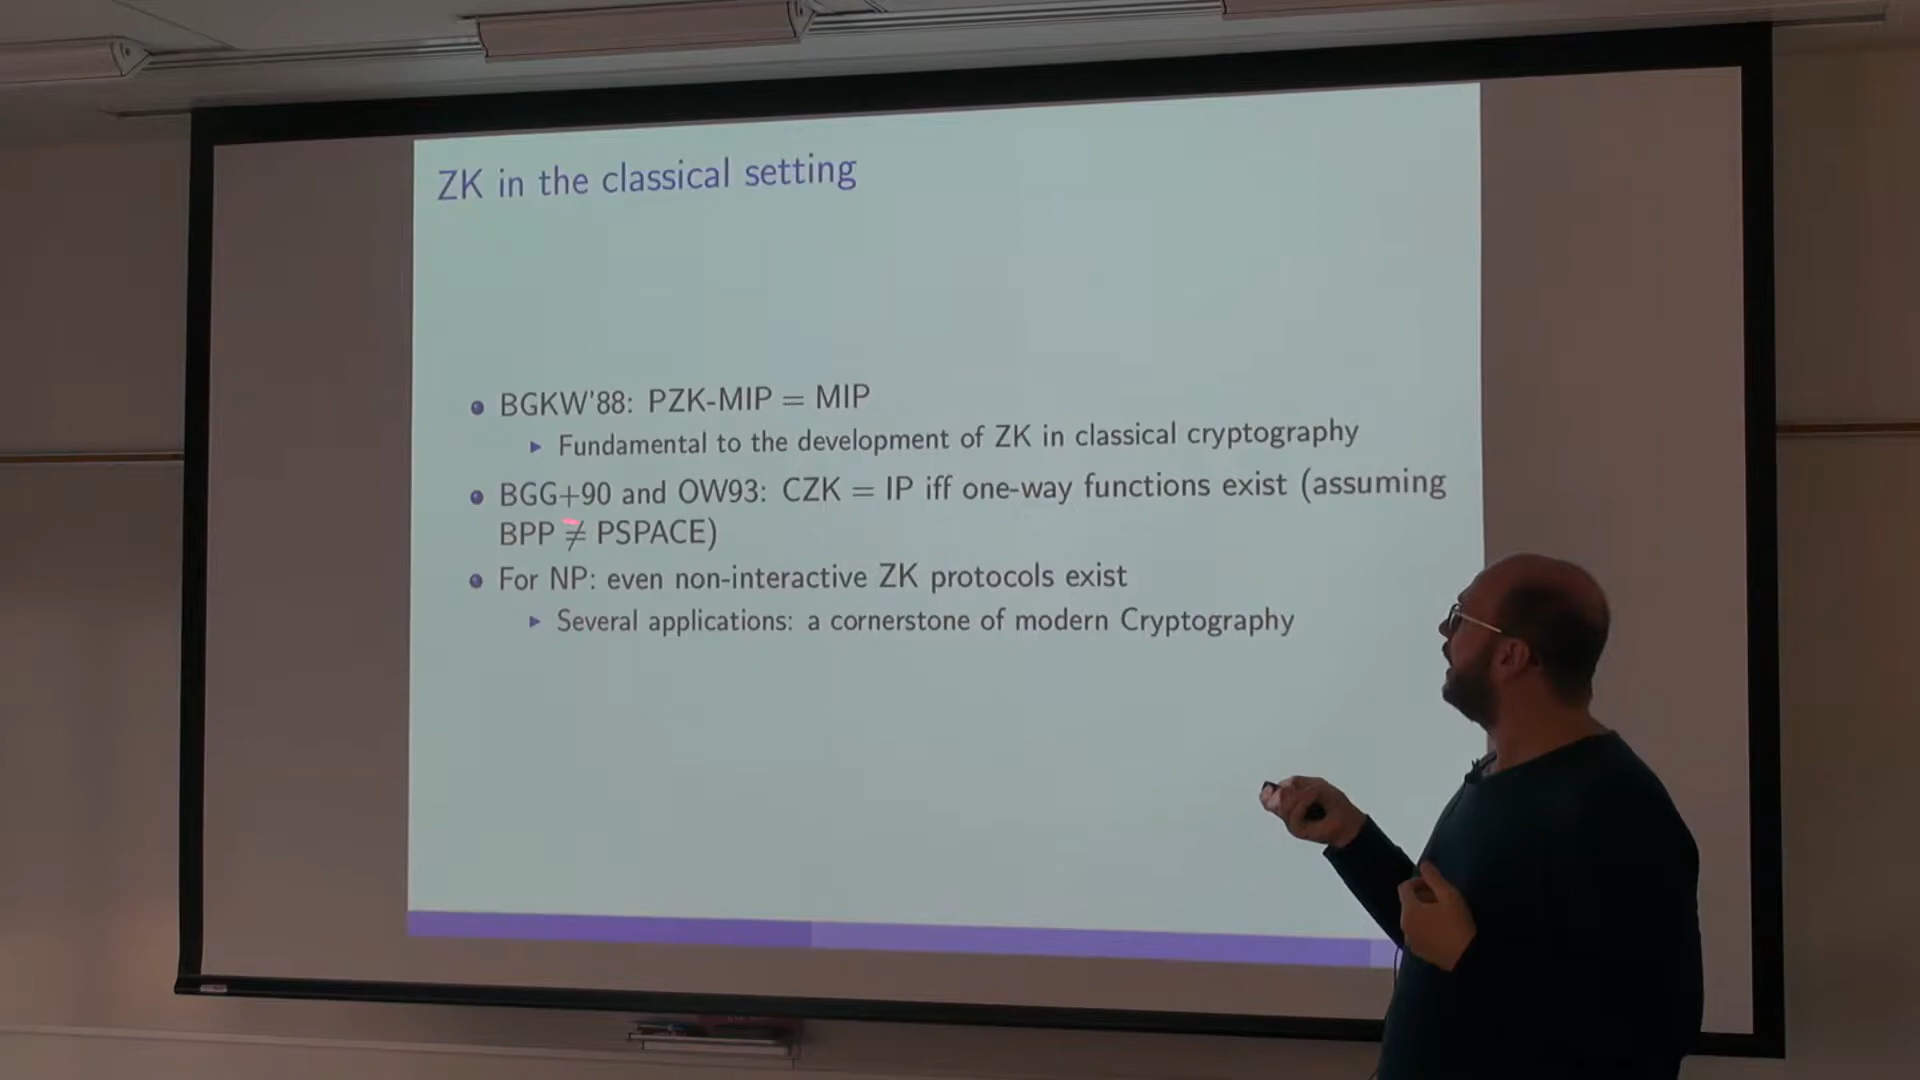 ZK in the classical setting
BGKW'88: PZK-MIP = MIP
Fundamental to the development of ZK in classical cryptography
BGG+90 and OW93: CZK = IP iff one-way functions exist (assuming
BPP ≠ PSPACE)
For NP: even non-interactive ZK protocols exist
Several applications: a cornerstone of modern Cryptography